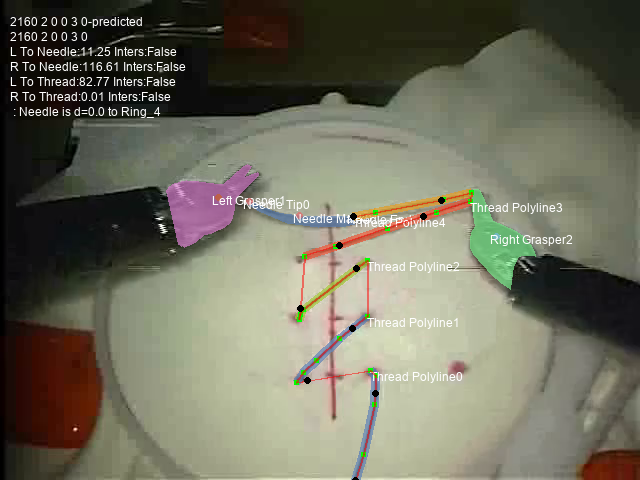 2160 2 0 0 3 0-predicted
2160 2 0 0 3 0
L To Needle:11.25 Inters:False
R To Needle:116.61 Inters:False
L To Thread:82.77 Inters:False
R To Thread:0.01 Inters:False
: Needle is d=0.0 to Ring_4
Left Grasper1
Needle Tip0
Thread Polyline3
Needle
Thread Polyline4
Right Grasper2
Thread Polyline2
Thread Polyline1
Thread Polyline0